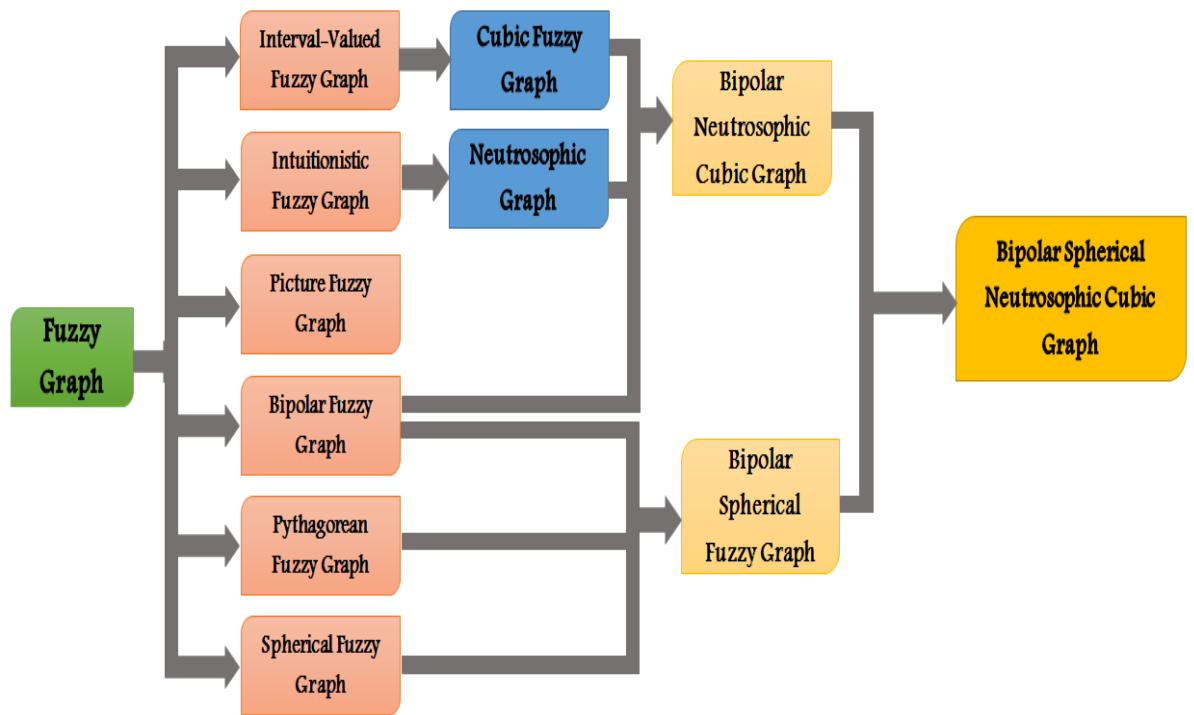 Interval-Valued
Fuzzy Graph
Cubic Fuzzy
Graph
Bipolar
Neutrosophic
Cubic Graph
Intuitionistic
Fuzzy Graph
Neutrosophic
Graph
Picture Fuzzy
Graph
Bipolar Spherical
Neutrosophic Cubic
Graph
Fuzzy
Graph
Bipolar Fuzzy
Graph
Bipolar
Spherical
Fuzzy Graph
Pythagorean
Fuzzy Graph
Spherical Fuzzy
Graph